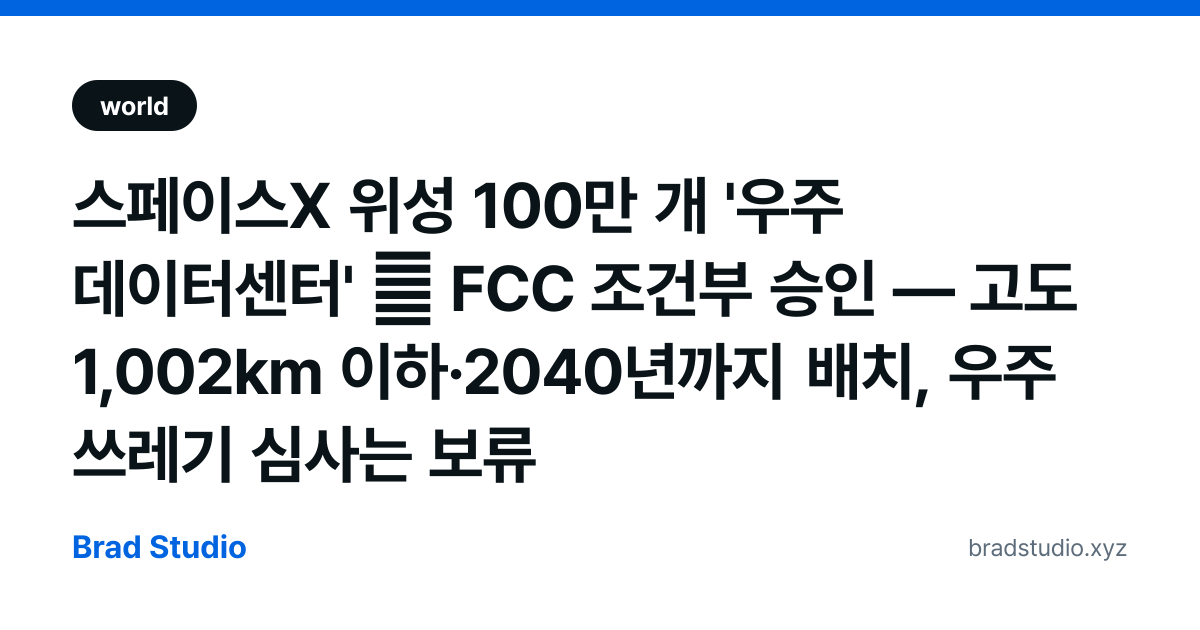 world
스페이스X 위성 100만 개 '우주
데이터센터' FCC 조건부 승인 — 고도
1,002km 이하·2040년까지 배치, 우주
쓰레기 심사는 보류
Brad Studio
bradstudio.xyz